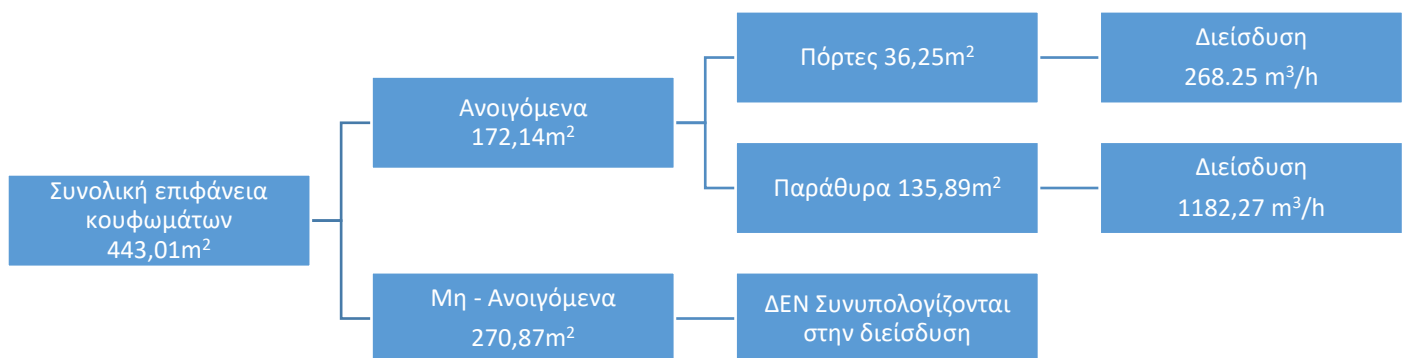 Συνολική επιφάνεια
κουφωμάτων
443,01m²
Ανοιγόμενα
172,14m²
Πόρτες 36,25m²
Διείσδυση
268.25 m³/h
Παράθυρα 135,89m²
Διείσδυση
1182,27 m³/h
Μη - Ανοιγόμενα
270,87m²
ΔΕΝ Συνυπολογίζονται
στην διείσδυση